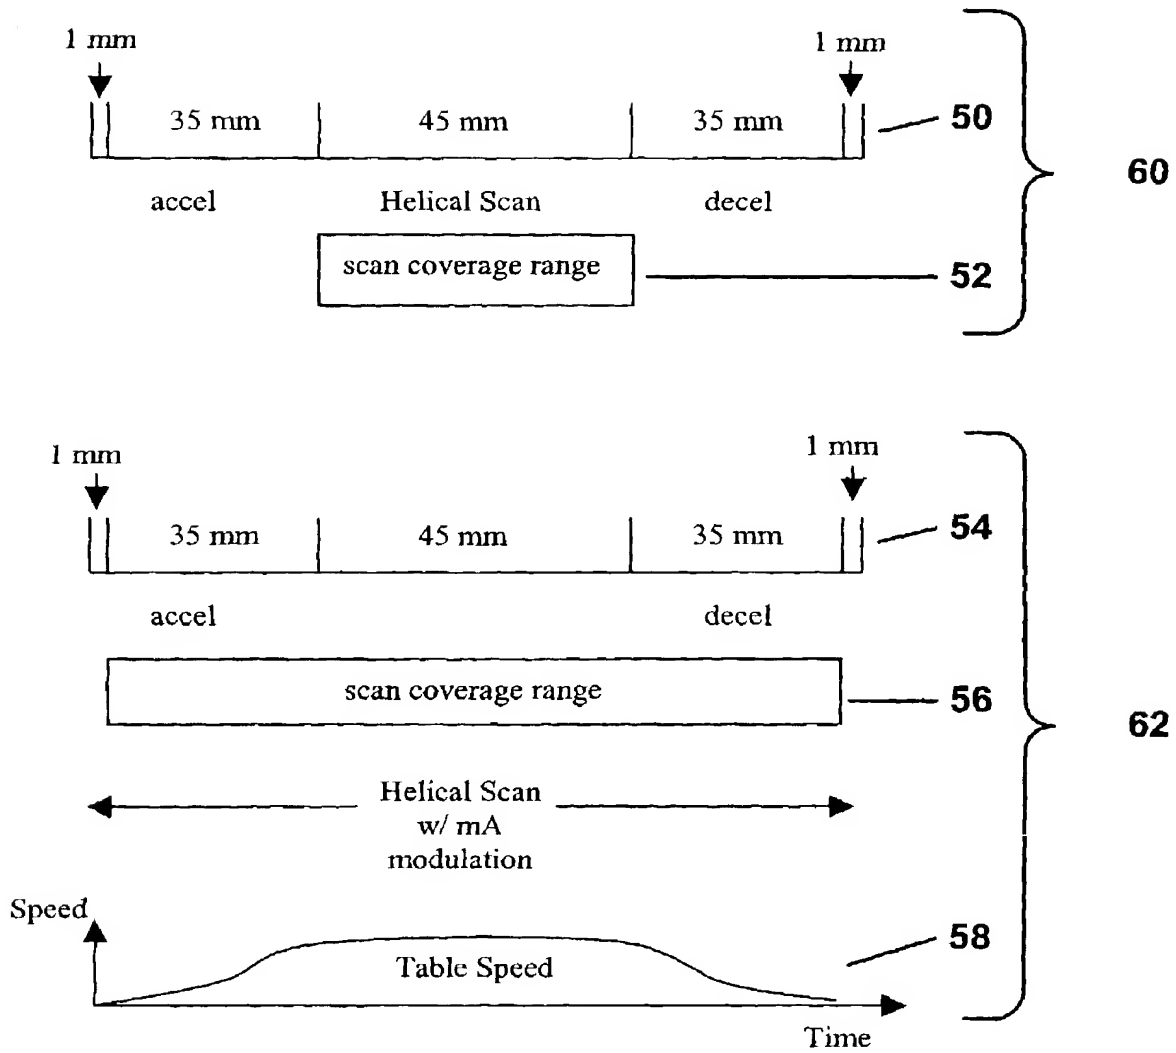 1 mm
1 mm
35 mm
45 mm
35 mm
50
60
accel
Helical Scan
decel
scan coverage range
52
1 mm
1 mm
35 mm
45 mm
35 mm
54
accel
decel
scan coverage range
56
62
Helical Scan
w/ mA
modulation
Speed
58
Table Speed
Time